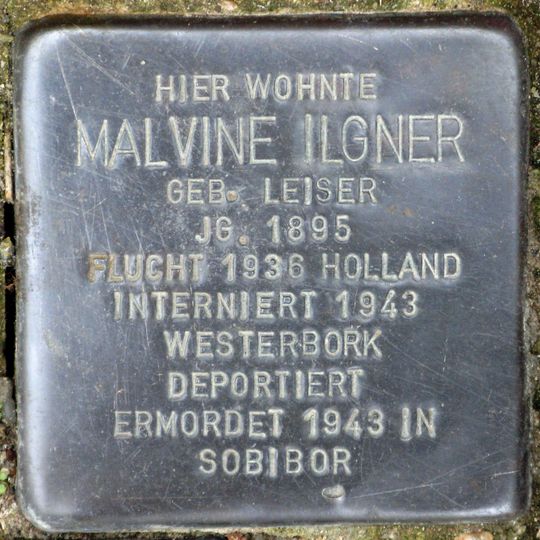 HIER WOHNTE
MALVINE ILGNER
GEB. LEISER
JG. 1895
FLUCHT 1936 HOLLAND
INTERNIERT 1943
WESTERBORK
DEPORTIERT
ERMORDET 1943 IN
SOBIBOR